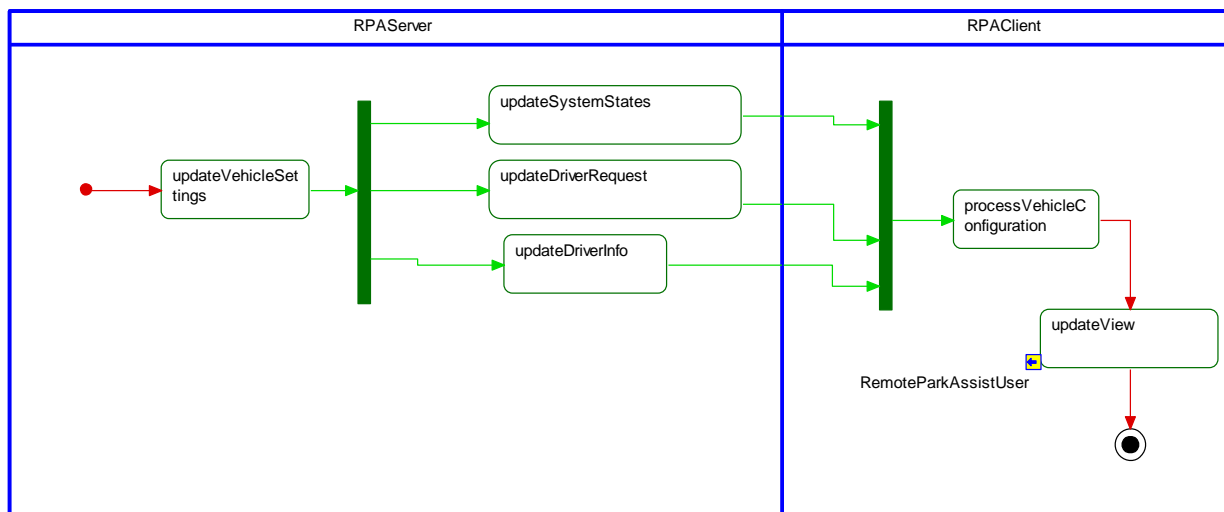 RPAServer
RPAClient
updateSystemStates
updateVehicleSet
tings
updateDriverRequest
processVehicleC
onfiguration
updateDriverInfo
updateView
RemoteParkAssistUser